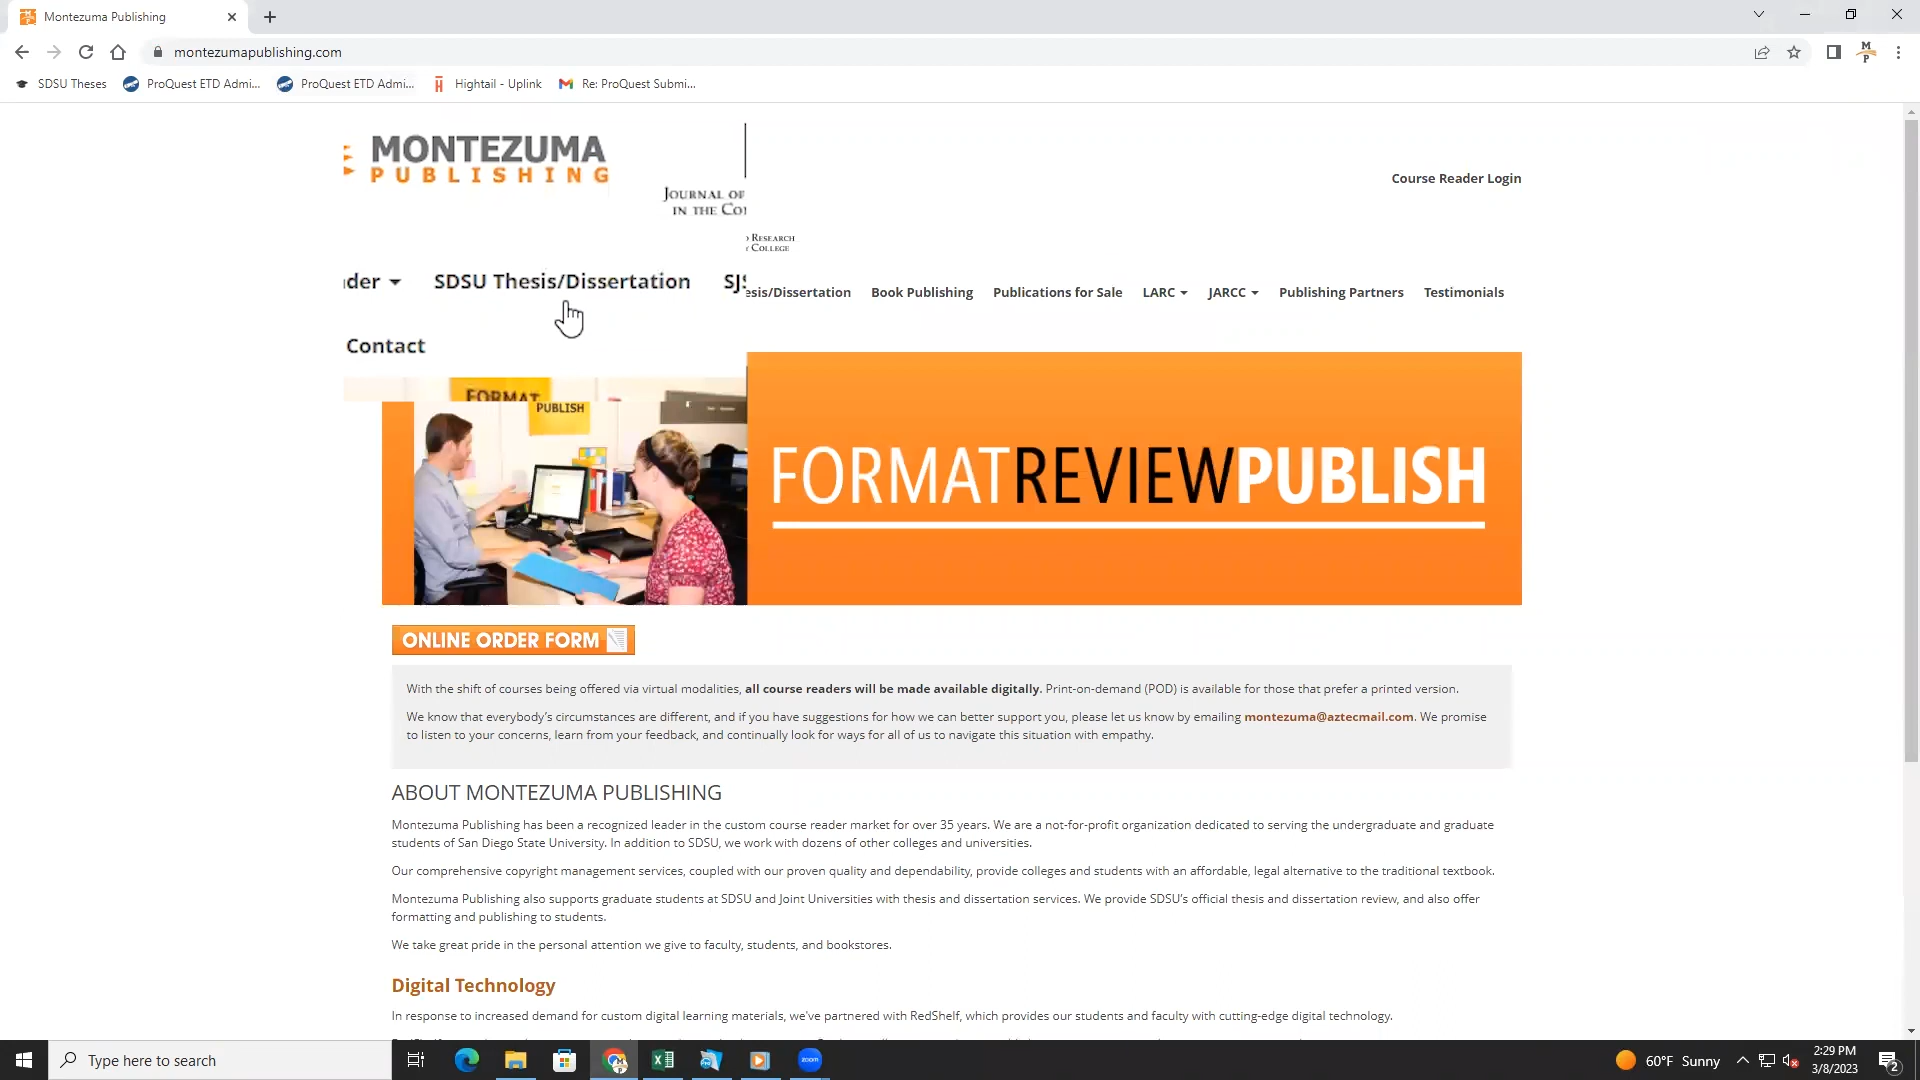 Montezuma Publishing
montezumapublishing.com
SDSU Theses
ProQuest ETD Admi...
ProQuest ETD Admi...
Hightail - Uplink
Re: ProQuest Submi...
MONTEZUMA
PUBLISHING
JOURNAL OF
IN THE CO
RESEARCH
COLLEGE
Course Reader Login
der
SDSU Thesis/Dissertation
SJS
esis/Dissertation
Book Publishing
Publications for Sale
LARC
JARCC
Publishing Partners
Testimonials
Contact
FORMAT
PUBLISH
FORMATREVIEWPUBLISH
ONLINE ORDER FORM
With the shift of courses being offered via virtual modalities, all course readers will be made available digitally. Print-on-demand (POD) is available for those that prefer a printed version.
We know that everybody's circumstances are different, and if you have suggestions for how we can better support you, please let us know by emailing montezuma@aztecmail.com. We promise
to listen to your concerns, learn from your feedback, and continually look for ways for all of us to navigate this situation with empathy.
ABOUT MONTEZUMA PUBLISHING
Montezuma Publishing has been a recognized leader in the custom course reader market for over 35 years. We are a not-for-profit organization dedicated to serving the undergraduate and graduate
students of San Diego State University. In addition to SDSU, we work with dozens of other colleges and universities.
Our comprehensive copyright management services, coupled with our proven quality and dependability, provide colleges and students with an affordable, legal alternative to the traditional textbook.
Montezuma Publishing also supports graduate students at SDSU and Joint Universities with thesis and dissertation services. We provide SDSU's official thesis and dissertation review, and also offer
formatting and publishing to students.
We take great pride in the personal attention we give to faculty, students, and bookstores.
Digital Technology
In response to increased demand for custom digital learning materials, we've partnered with RedShelf, which provides our students and faculty with cutting-edge digital technology.
Type here to search
zoom
60°F Sunny
2:29 PM
3/8/2023
2